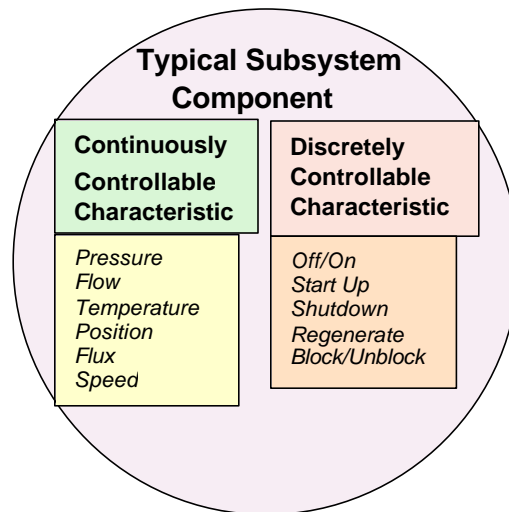 Typical Subsystem
Component
Continuously
Controllable
Characteristic
Discretely
Controllable
Characteristic
Pressure
Flow
Temperature
Position
Flux
Speed
Off/On
Start Up
Shutdown
Regenerate
Block/Unblock